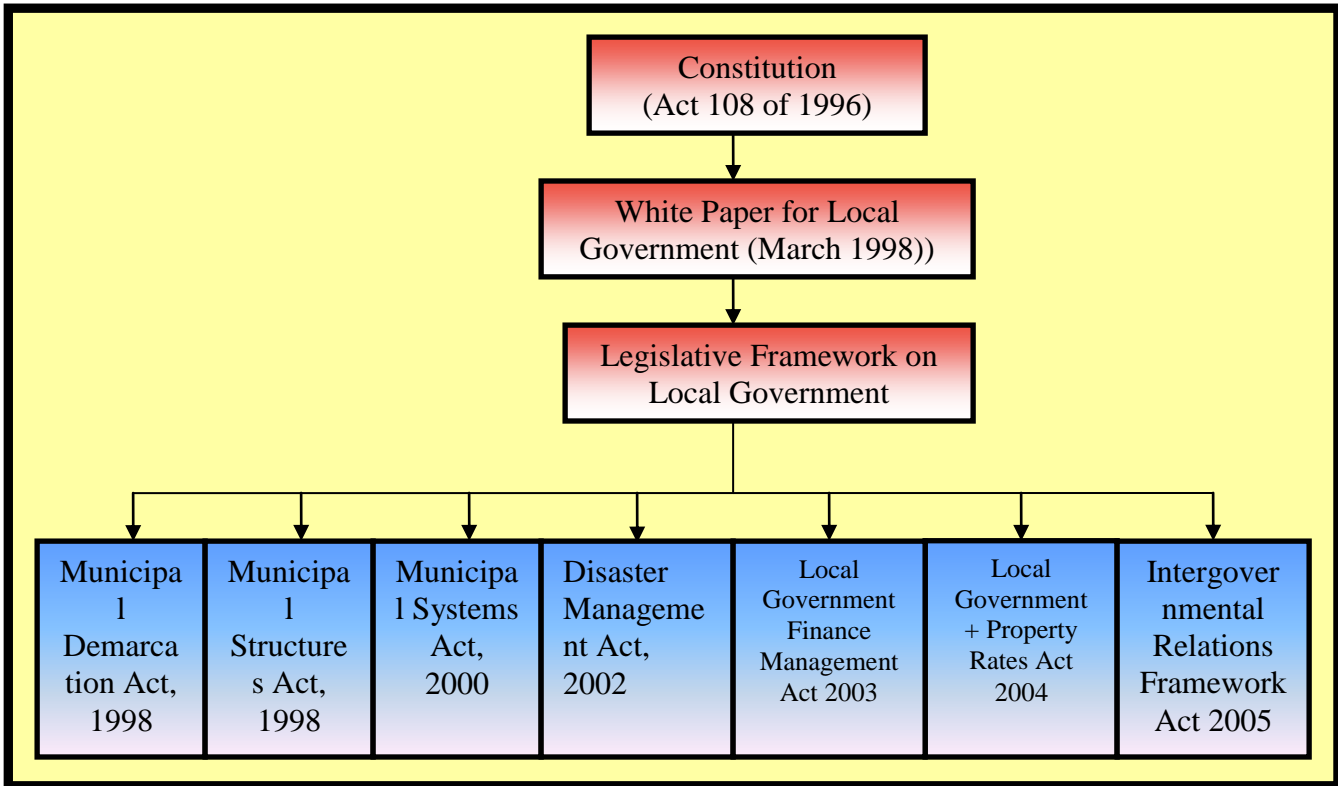 Constitution
(Act 108 of 1996)
White Paper for Local
Government (March 1998))
Legislative Framework on
Local Government
Municipa
l
Demarca
tion Act,
1998
Municipa
l
Structure
s Act,
1998
Municipa
l Systems
Act,
2000
Disaster
Manageme
nt Act,
2002
Local
Government
Finance
Management
Act 2003
Local
Government
+ Property
Rates Act
2004
Intergover
nmental
Relations
Framework
Act 2005